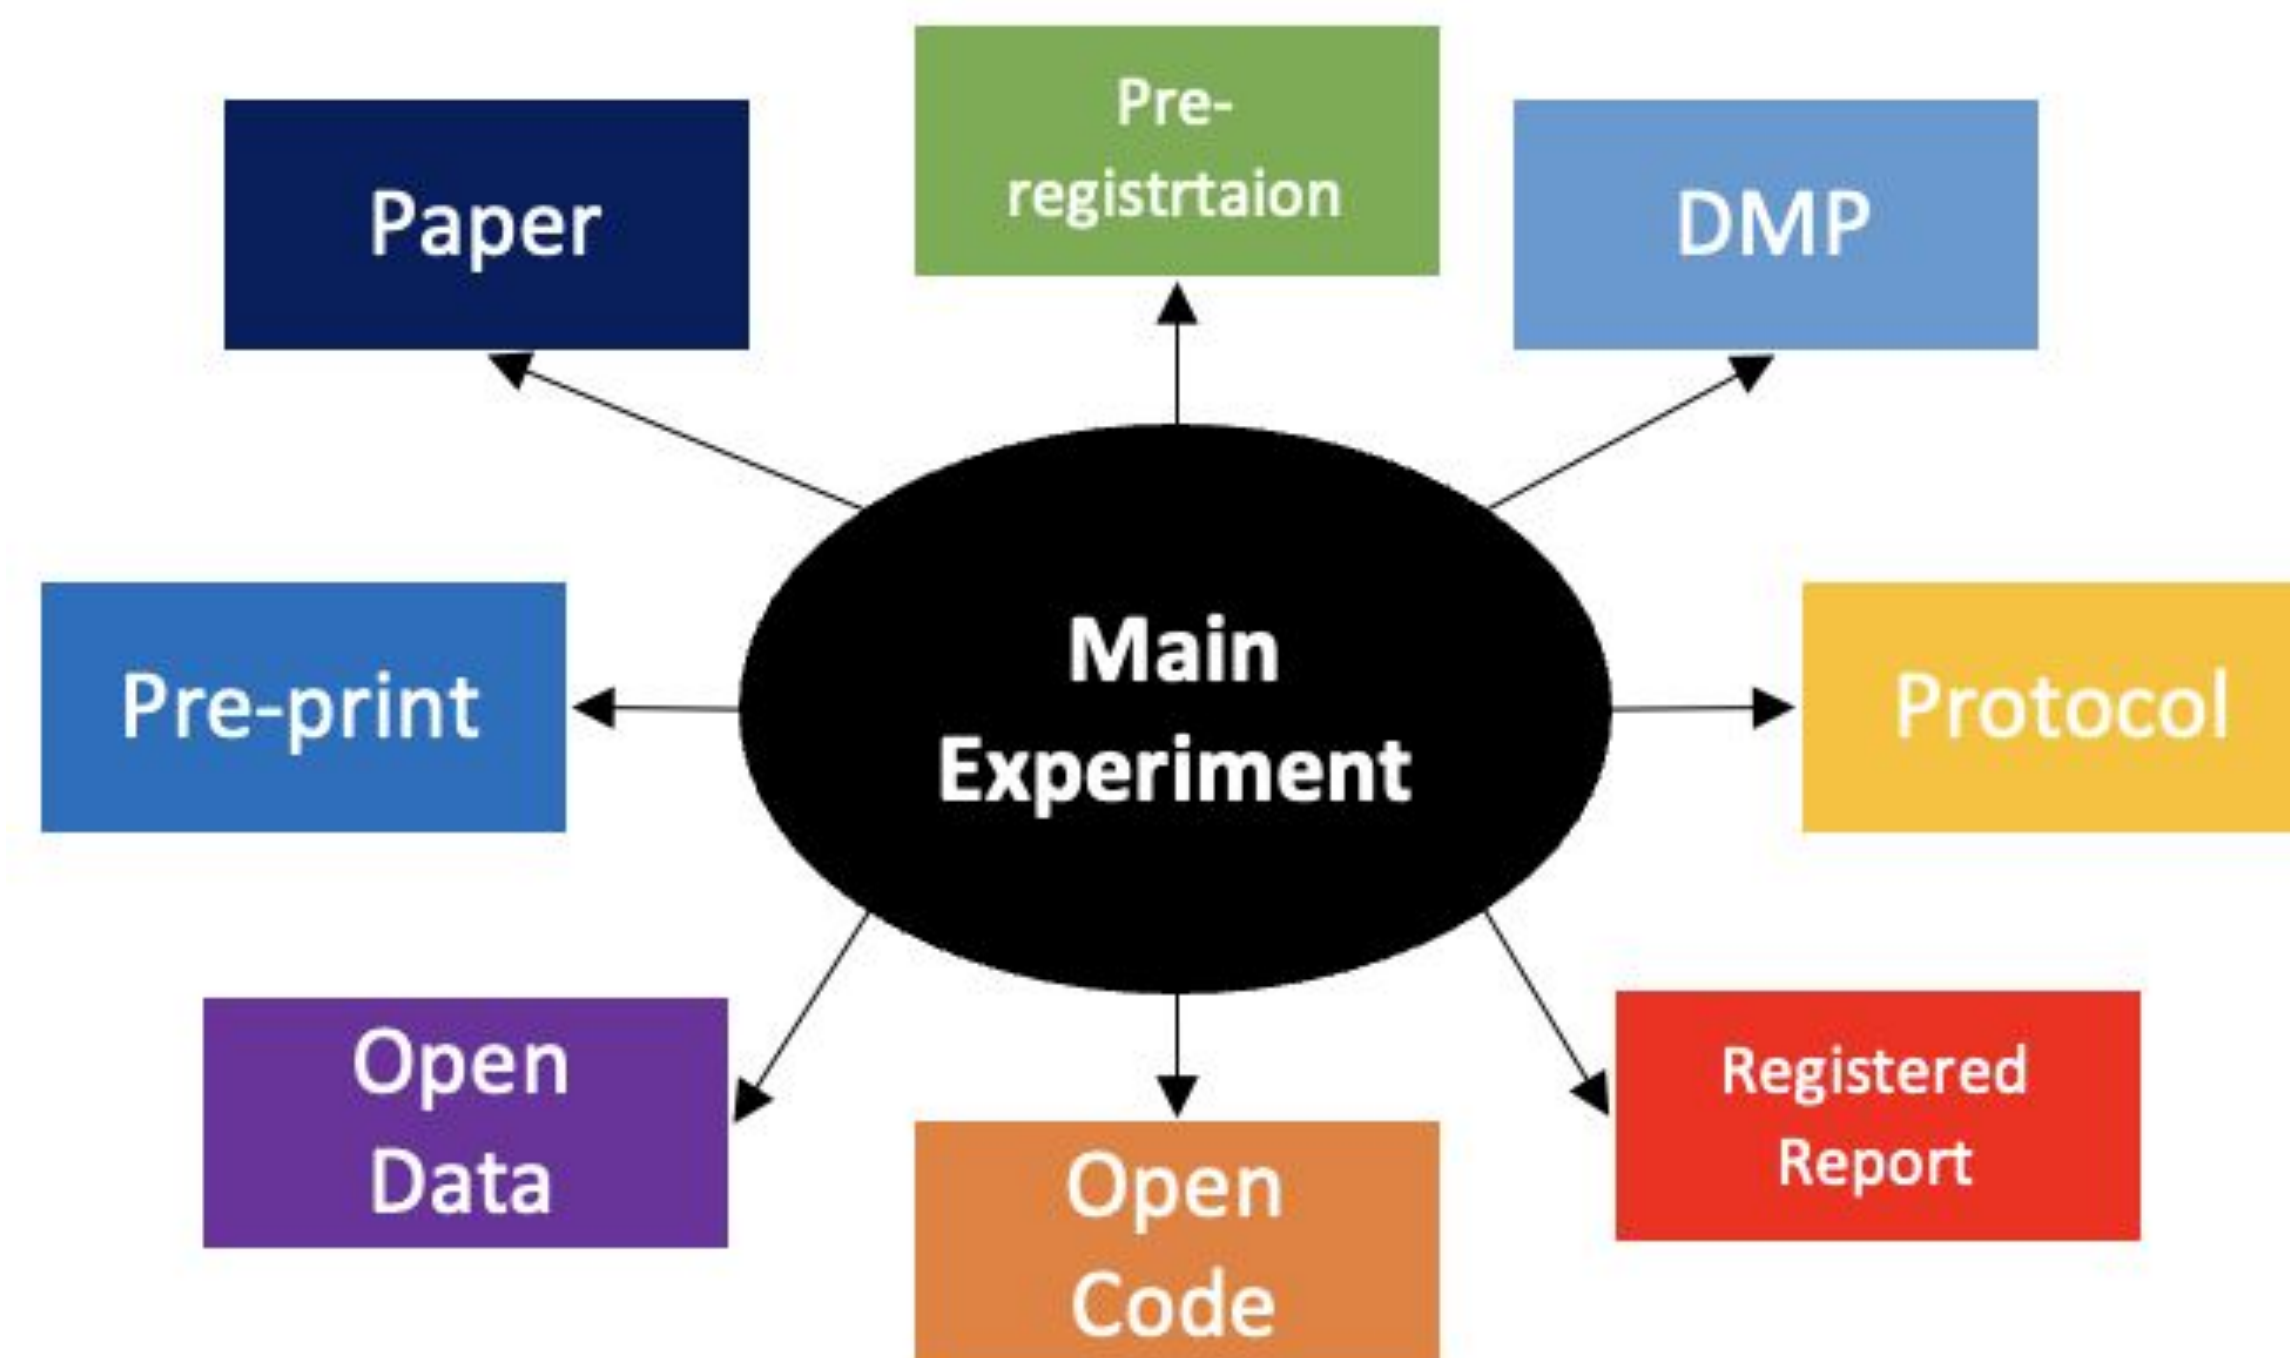 Paper
Pre-
registrtaion
DMP
Pre-print
Main
Experiment
Protocol
Open
Data
Open
Code
Registered
Report